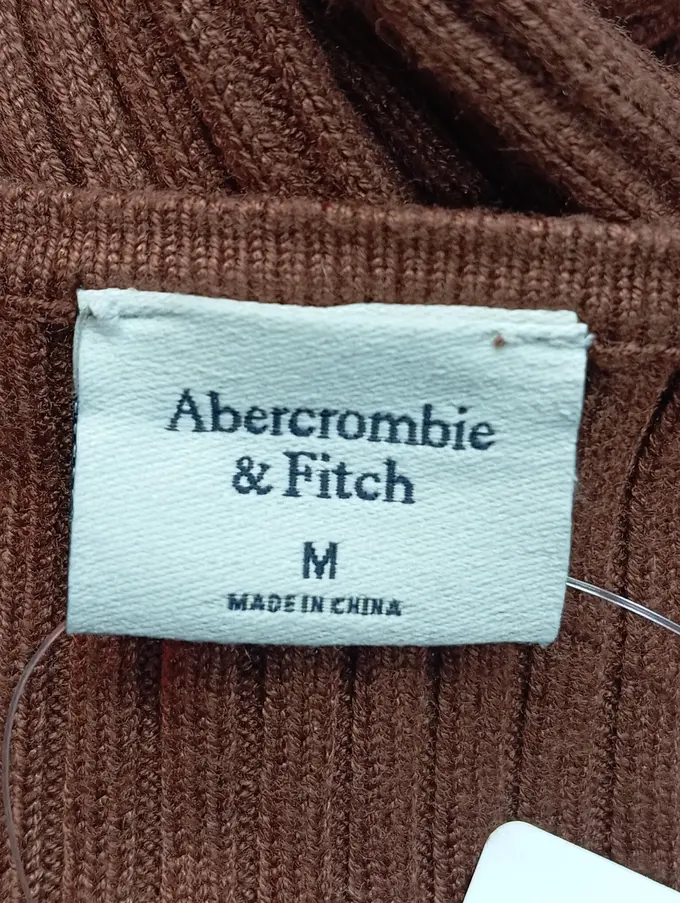 Abercrombie
& Fitch
M
MADE IN CHINA